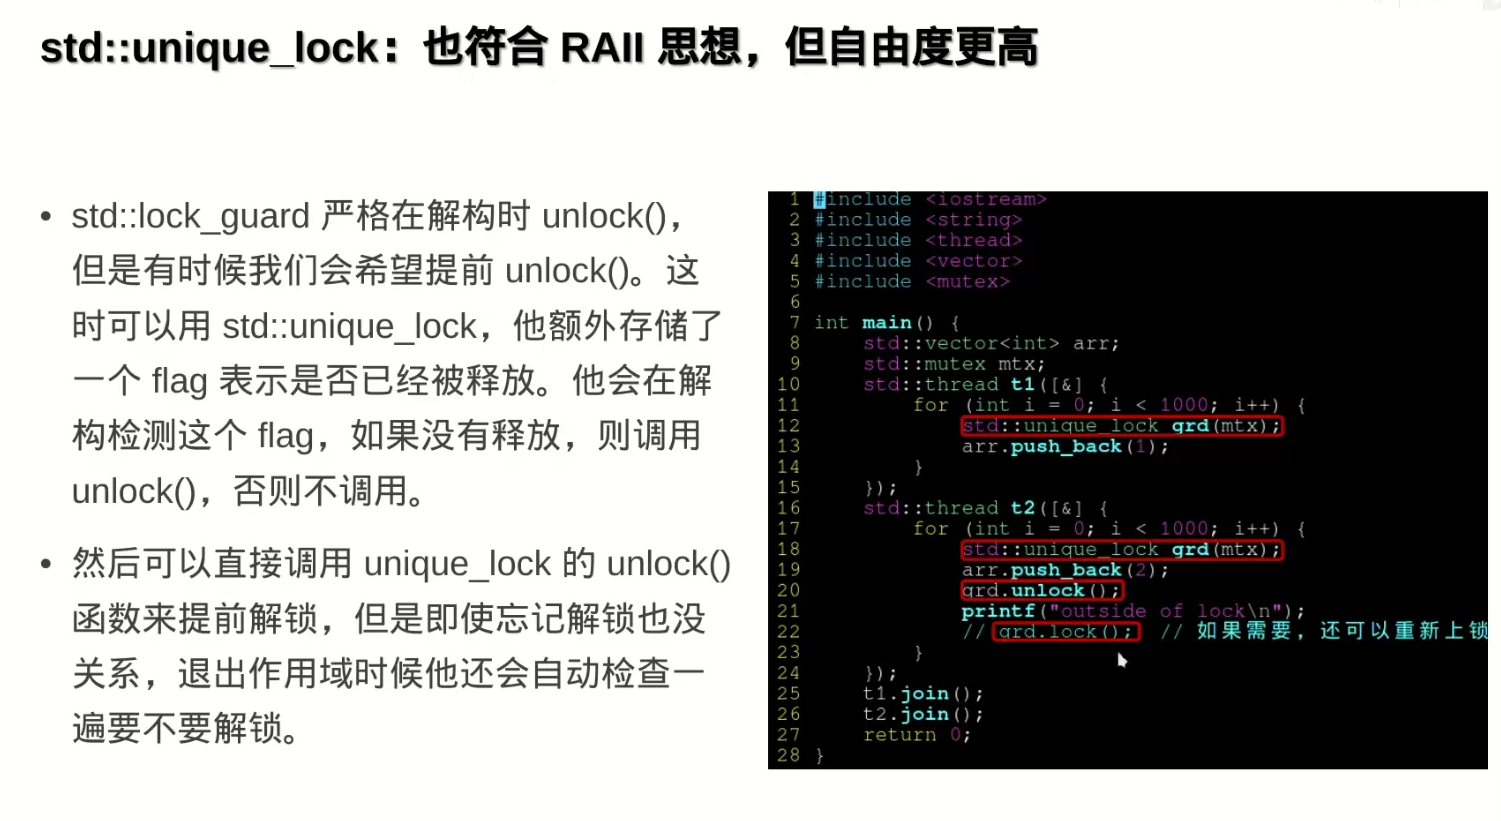 std::unique_lock：也符合 RAII 思想，但自由度更高
• std::lock_guard 严格在解构时 unlock()，
但是有时候我们会希望提前 unlock()。这
时可以用 std::unique_lock，他额外存储了
一个 flag 表示是否已经被释放。他会在解
构检测这个 flag，如果没有释放，则调用
unlock()，否则不调用。
• 然后可以直接调用 unique_lock 的 unlock()
函数来提前解锁，但是即使忘记解锁也没
关系，退出作用域时候他还会自动检查一
遍要不要解锁。
1 #include <iostream>
2 #include <string>
3 #include <thread>
4 #include <vector>
5 #include <mutex>
6
7 int main() {
8     std::vector<int> arr;
9     std::mutex mtx;
10     std::thread t1([&] {
11         for (int i = 0; i < 1000; i++) {
12             std::unique_lock grd(mtx);
13             arr.push_back(1);
14         }
15     });
16     std::thread t2([&] {
17         for (int i = 0; i < 1000; i++) {
18             std::unique_lock grd(mtx);
19             arr.push_back(2);
20             grd.unlock();
21             printf("outside of lock\n");
22             // grd.lock();  // 如果需要，还可以重新上锁
23         }
24     });
25     t1.join();
26     t2.join();
27     return 0;
28 }